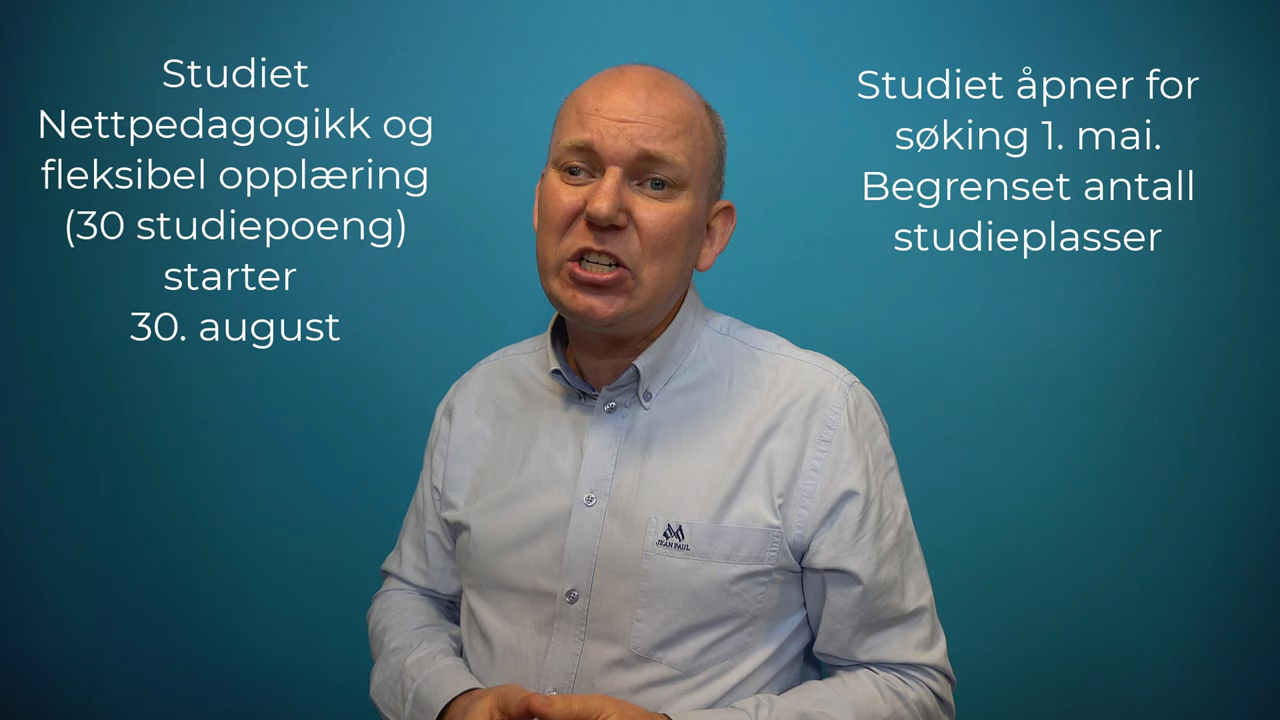 Studiet
Nettpedagogikk og
fleksibel opplæring
(30 studiepoeng)
starter
30. august
Studiet åpner for
søking 1. mai.
Begrenset antall
studieplasser
JEAN PAUL